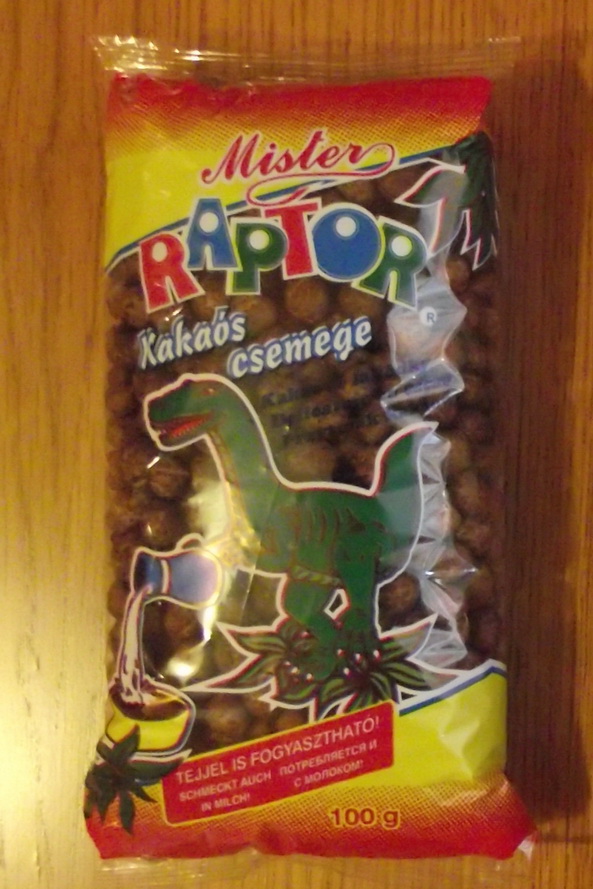 Mister
RAPTOR
®
Kakaós
csemege
TEJJEL IS FOGYASZTHATÓ!
SCHMECKT AUCH
IN MILCH!
ПОТРЕБЛЯЕТСЯ И
С МОЛОКОМ!
100 g